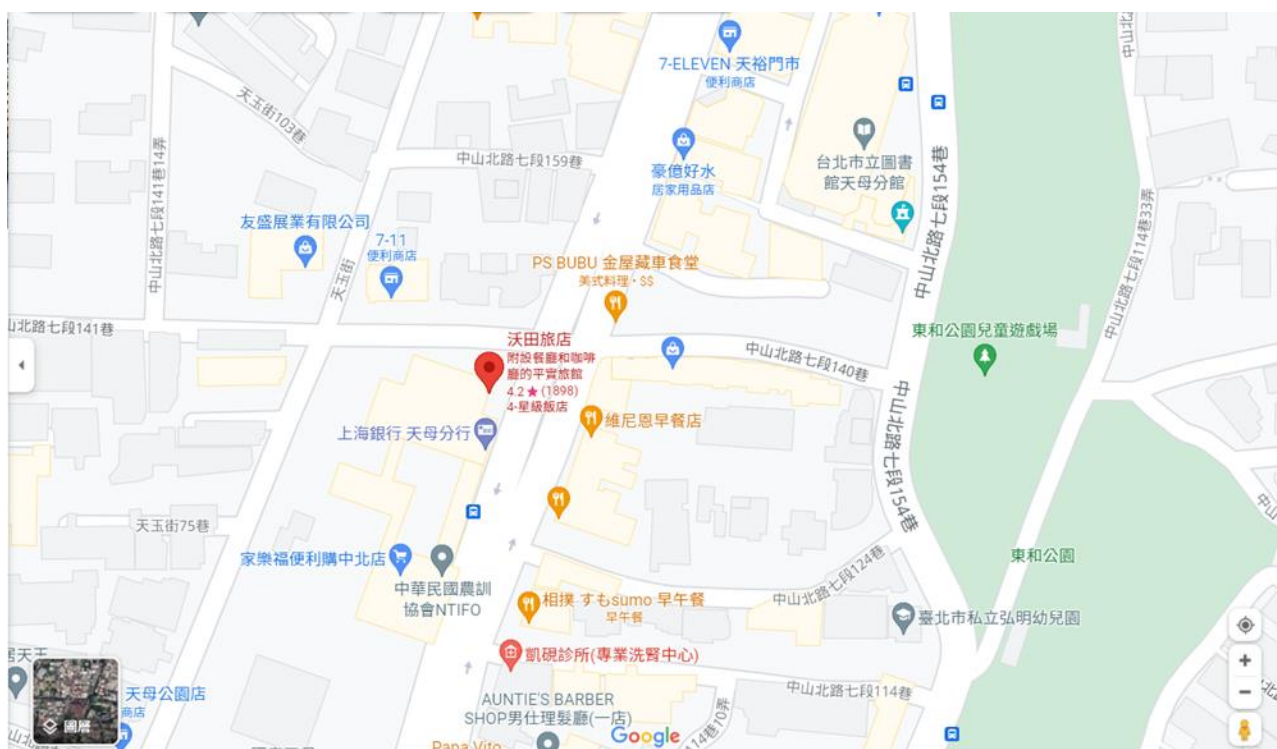 7-ELEVEN 天裕門市
便利商店
天玉街103巷
中山北路七段159巷
中山北路七段141巷14弄
豪億好水
居家用品店
台北市立圖書
館天母分館
中山北路七段154巷
中山北路七段114巷33弄
友盛展業有限公司
7-11
便利商店
天玉街
PS BUBU 金屋藏車食堂
美式料理・$$
山北路七段141巷
沃田旅店
附設餐廳和咖啡
廳的平實旅館
4.2 ★ (1898)
4-星級飯店
中山北路七段140巷
東和公園兒童遊戲場
維尼恩早餐店
上海銀行 天母分行
中山北路七段154巷
天玉街75巷
家樂福便利購中北店
中華民國農訓
協會NTIFO
中山北路七段124巷
東和公園
相撲 すもsumo 早午餐
早午餐
臺北市私立弘明幼兒園
凱硯診所(專業洗腎中心)
中山北路七段114巷
居天王
天母公園店
商店
圖層
AUNTIE'S BARBER
SHOP男仕理髮廳(一店)
114巷70弄
Google
Papa Vito